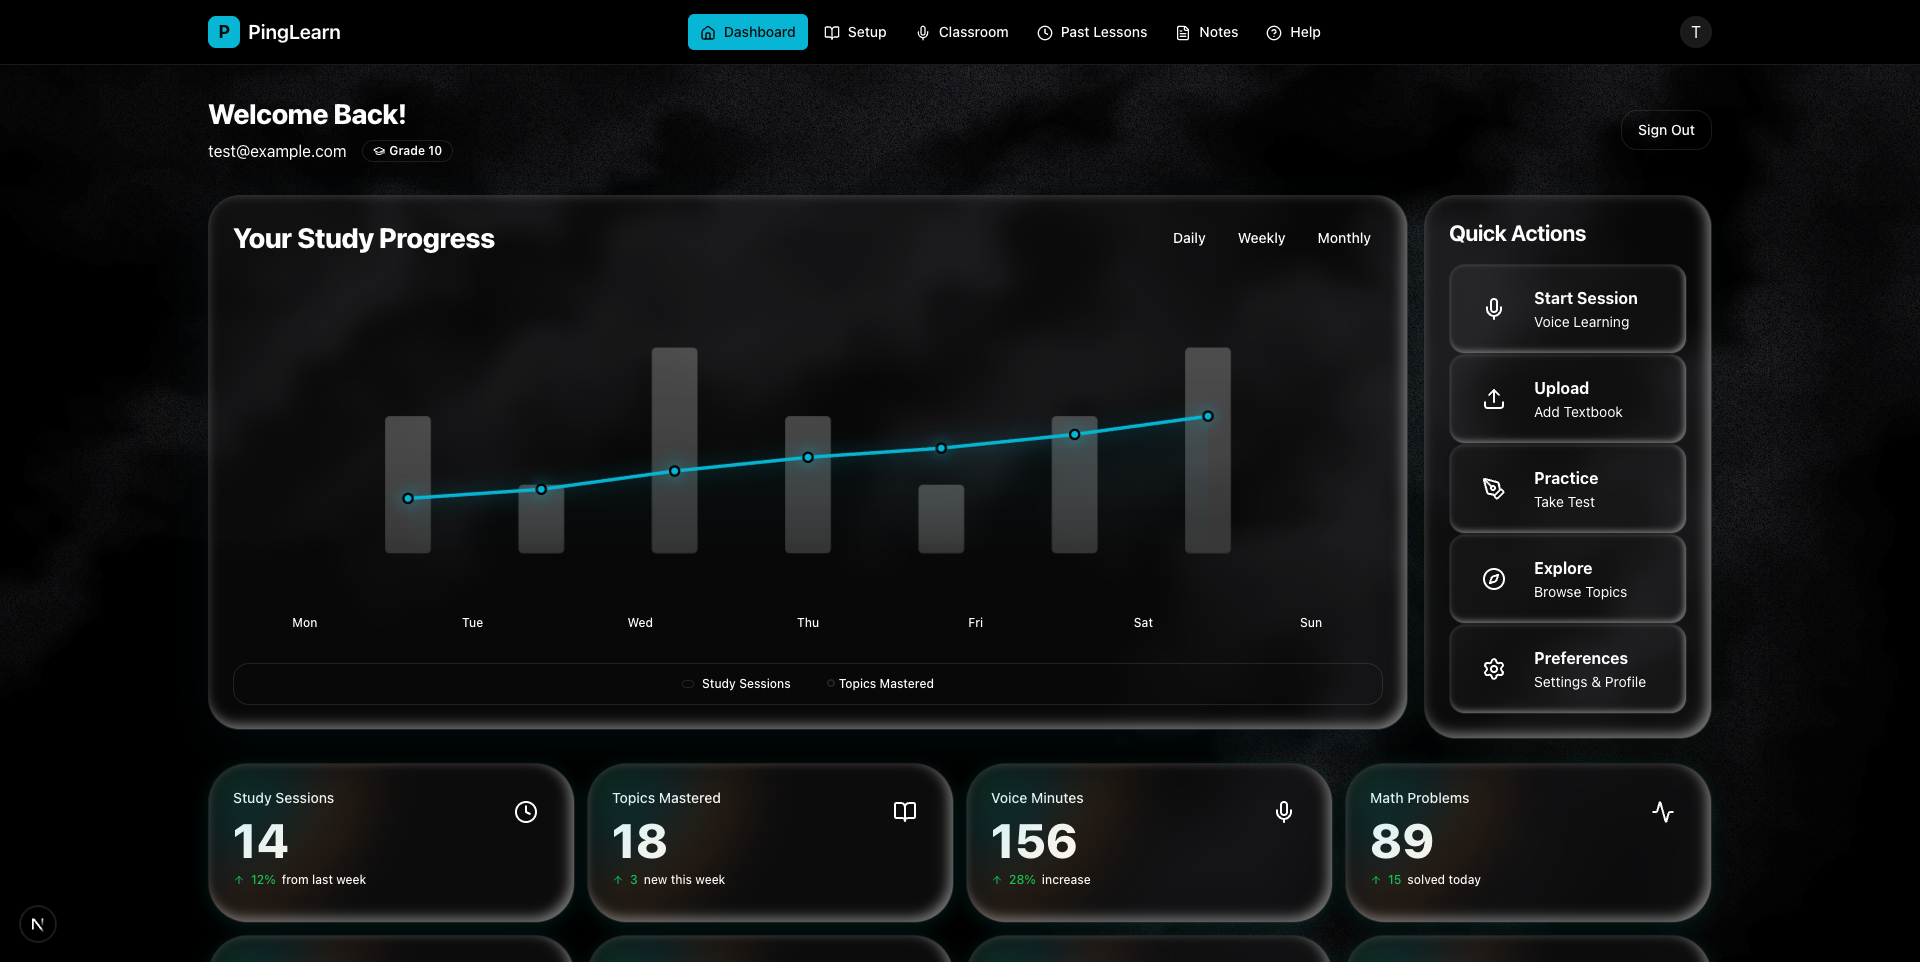 P PingLearn
Dashboard Setup Classroom Past Lessons Notes Help
T
Welcome Back!
test@example.com Grade 10
Sign Out
Your Study Progress
Daily Weekly Monthly
Mon Tue Wed Thu Fri Sat Sun
Study Sessions Topics Mastered
Quick Actions
Start Session
Voice Learning
Upload
Add Textbook
Practice
Take Test
Explore
Browse Topics
Preferences
Settings & Profile
Study Sessions
14
↑ 12% from last week
Topics Mastered
18
↑ 3 new this week
Voice Minutes
156
↑ 28% increase
Math Problems
89
↑ 15 solved today
N